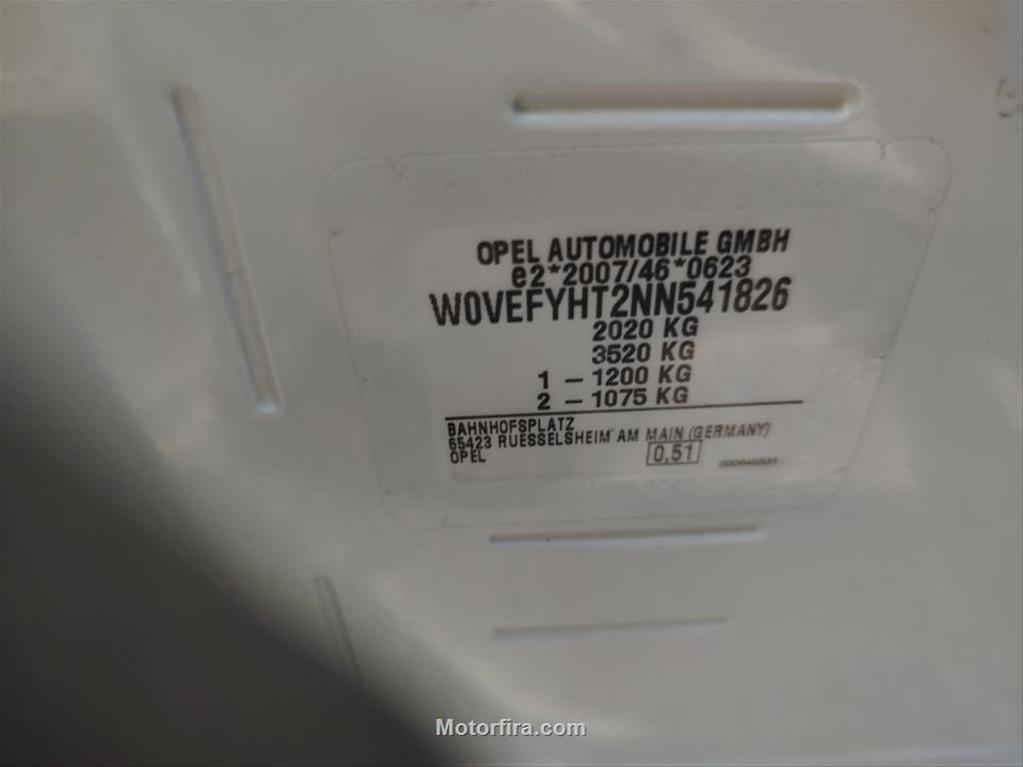 OPEL AUTOMOBILE GMBH
e2*2007/46*0623
W0VEFYHT2NN541826
2020 KG
3520 KG
1 - 1200 KG
2 - 1075 KG
BAHNHOFSPLATZ
65423 RUESSELSHEIM AM MAIN (GERMANY)
OPEL
0,51
Motorfira.com